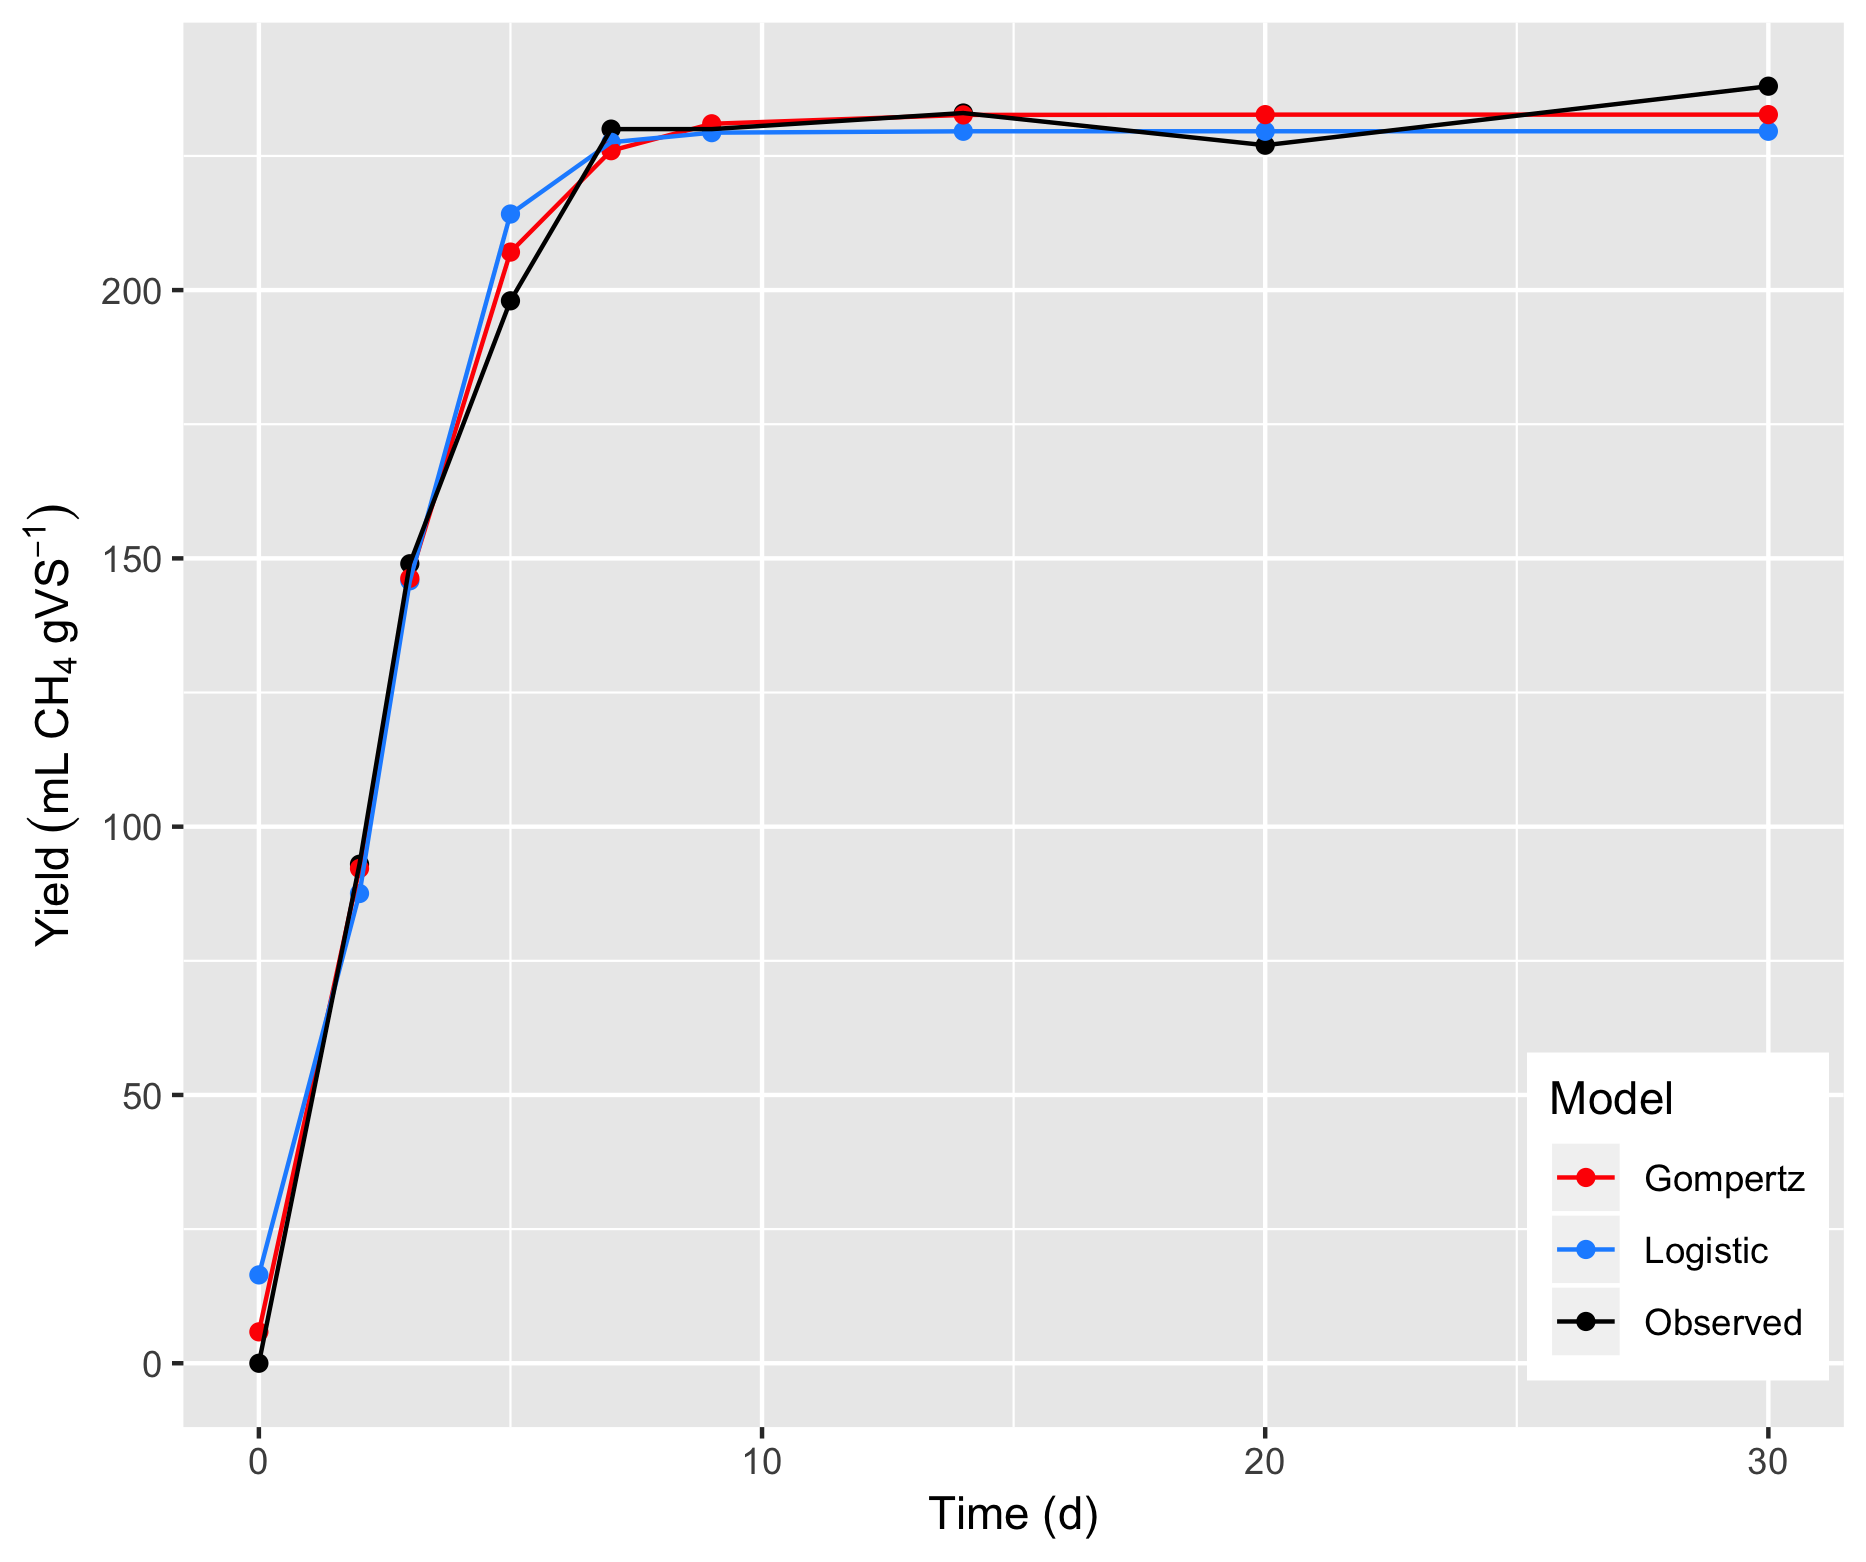 Yield (mL CH₄ gVS⁻¹)
200
150
100
50
0
0 10 20 30
Time (d)
Model
Gompertz
Logistic
Observed